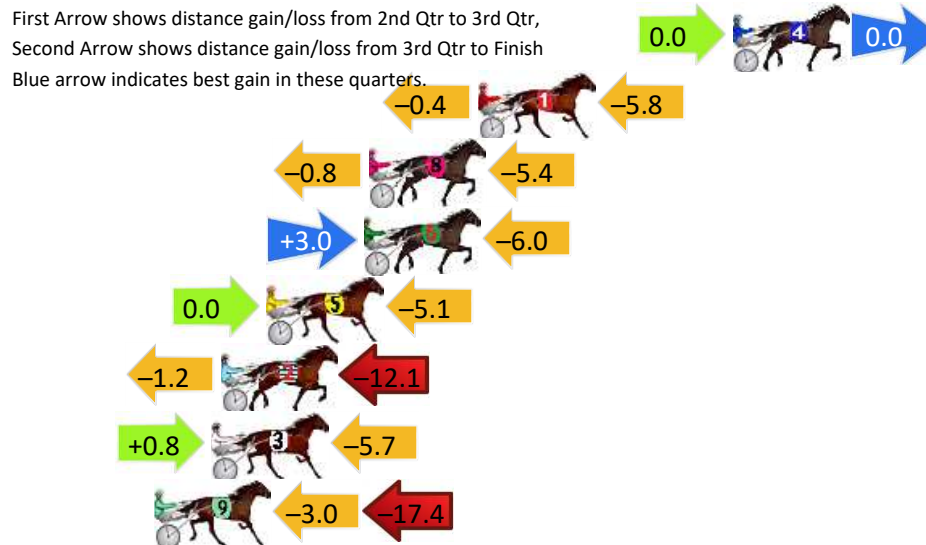 First Arrow shows distance gain/loss from 2nd Qtr to 3rd Qtr,
Second Arrow shows distance gain/loss from 3rd Qtr to Finish
Blue arrow indicates best gain in these quarters.
0.0 4 0.0
−0.4 1 −5.8
−0.8 8 −5.4
+3.0 6 −6.0
0.0 5 −5.1
−1.2 2 −12.1
+0.8 3 −5.7
9 −3.0 −17.4